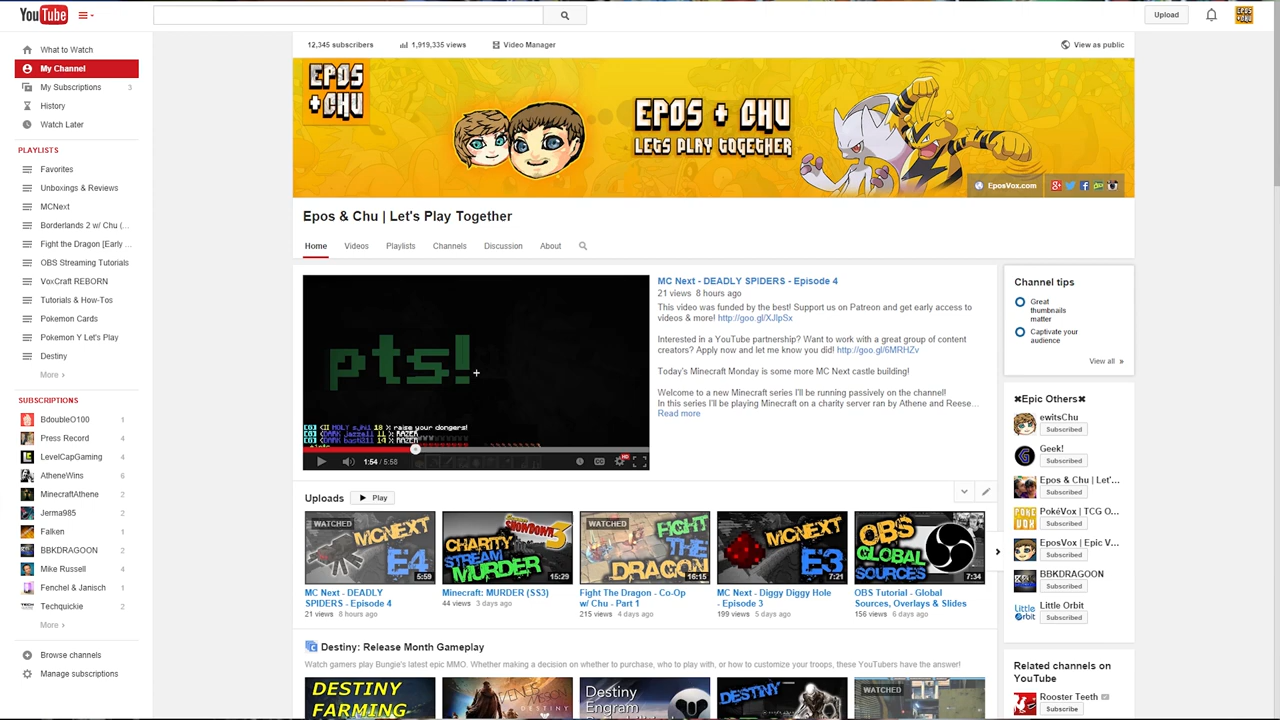 YouTube
Upload
EPOS
+CHU
What to Watch
My Channel
My Subscriptions 3
History
Watch Later
PLAYLISTS
Favorites
Unboxings & Reviews
MCNext
Borderlands 2 w/ Chu (...
Fight the Dragon [Early ...
OBS Streaming Tutorials
VoxCraft REBORN
Tutorials & How-Tos
Pokemon Cards
Pokemon Y Let's Play
Destiny
More ›
SUBSCRIPTIONS
BdoubleO100 1
Press Record 4
LevelCapGaming 4
AtheneWins 6
MinecraftAthene 2
Jerma985 2
Falken 1
BBKDRAGOON 2
Mike Russell 4
Fenchel & Janisch 1
Techquickie 2
More ›
Browse channels
Manage subscriptions
12,345 subscribers 1,919,335 views Video Manager View as public
EPOS
+CHU
EPOS + CHU
LETS PLAY TOGETHER
EposVox.com
Epos & Chu | Let's Play Together
Home Videos Playlists Channels Discussion About
pts!
raise your dongers!
RAZER
RAZER
1:54 / 5:58
HD
MC Next - DEADLY SPIDERS - Episode 4
21 views 8 hours ago
This video was funded by the best! Support us on Patreon and get early access to
videos & more! http://goo.gl/XJIpSx
Interested in a YouTube partnership? Want to work with a great group of content
creators? Apply now and let me know you did! http://goo.gl/6MRHZv
Today's Minecraft Monday is some more MC Next castle building!
Welcome to a new Minecraft series I'll be running passively on the channel!
In this series I'll be playing Minecraft on a charity server ran by Athene and Reese...
Read more
Uploads Play
WATCHED
MCNEXT
E4
5:59
MC Next - DEADLY
SPIDERS - Episode 4
21 views 8 hours ago
SHOWDOWN
3
CHARITY
STREAM
MURDER
15:29
Minecraft: MURDER (SS3)
44 views 3 days ago
WATCHED
FIGHT
THE
DRAGON
16:15
Fight The Dragon - Co-Op
w/ Chu - Part 1
215 views 4 days ago
MCNEXT
E3
7:21
MC Next - Diggy Diggy Hole
- Episode 3
199 views 5 days ago
OBS
GLOBAL
SOURCES
7:34
OBS Tutorial - Global
Sources, Overlays & Slides
156 views 6 days ago
Destiny: Release Month Gameplay
Watch gamers play Bungie's latest epic MMO. Whether making a decision on whether to purchase, who to play with, or how to customize your troops, these YouTubers have the answer!
DESTINY
FARMING
VENER
DESTINY
Destiny
Engram
DESTINY
WATCHED
Channel tips
Great
thumbnails
matter
Captivate your
audience
View all »
✖Epic Others✖
ewitsChu
Subscribed
Geek!
Subscribed
Epos & Chu | Let'...
Subscribed
PokéVox | TCG O...
Subscribed
EposVox | Epic V...
Subscribed
BBKDRAGOON
Subscribed
Little Orbit
Subscribed
Related channels on
YouTube
Rooster Teeth
Subscribe